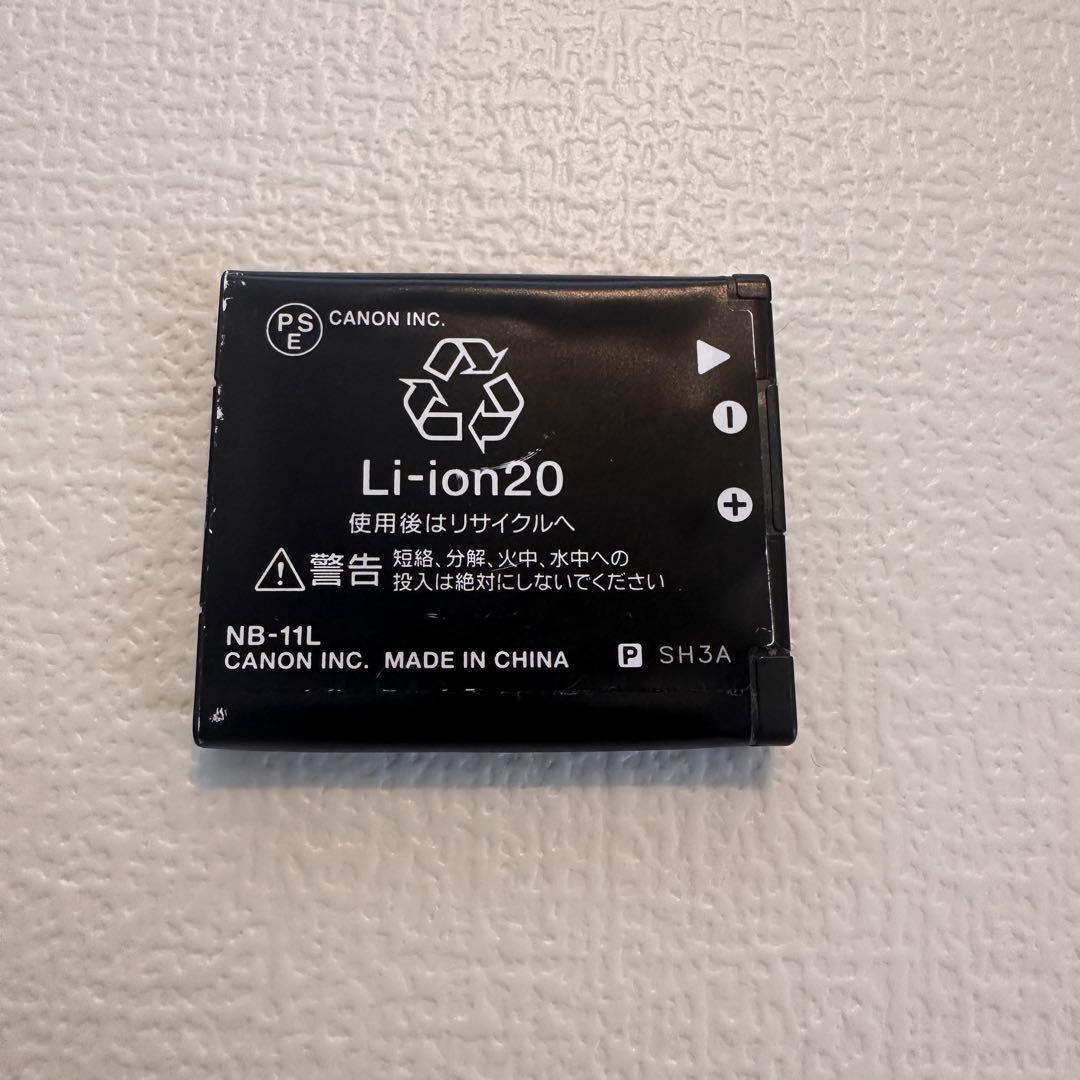 PSE CANON INC.
Li-ion20
使用後はリサイクルへ
警告 短絡、分解、火中、水中への
投入は絶対にしないでください
NB-11L
CANON INC. MADE IN CHINA P SH3A